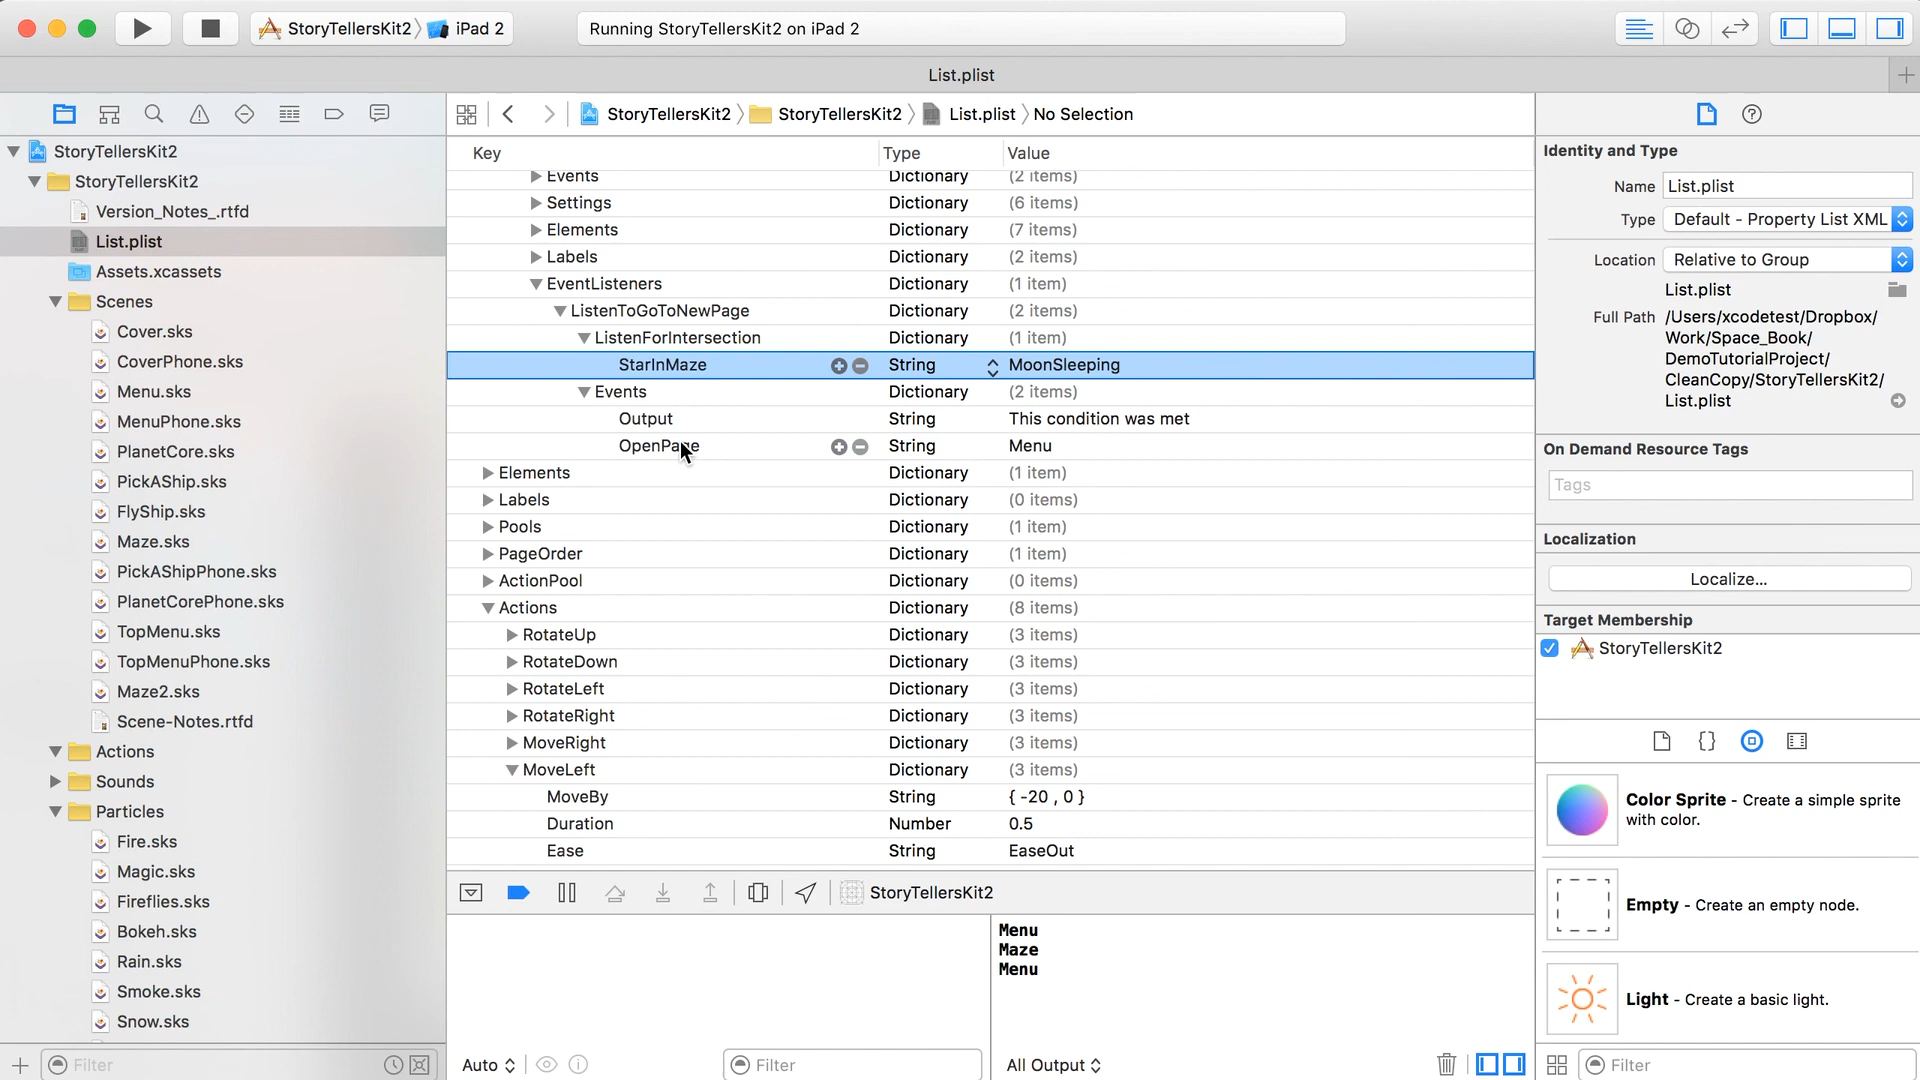 StoryTellersKit2 iPad 2 Running StoryTellersKit2 on iPad 2
List.plist
StoryTellersKit2 StoryTellersKit2 List.plist No Selection
StoryTellersKit2
StoryTellersKit2
Version_Notes_.rtfd
List.plist
Assets.xcassets
Scenes
Cover.sks
CoverPhone.sks
Menu.sks
MenuPhone.sks
PlanetCore.sks
PickAShip.sks
FlyShip.sks
Maze.sks
PickAShipPhone.sks
PlanetCorePhone.sks
TopMenu.sks
TopMenuPhone.sks
Maze2.sks
Scene-Notes.rtfd
Actions
Sounds
Particles
Fire.sks
Magic.sks
Fireflies.sks
Bokeh.sks
Rain.sks
Smoke.sks
Snow.sks
Filter
Key Type Value
Events Dictionary (2 items)
Settings Dictionary (6 items)
Elements Dictionary (7 items)
Labels Dictionary (2 items)
EventListeners Dictionary (1 item)
ListenToGoToNewPage Dictionary (2 items)
ListenForIntersection Dictionary (1 item)
StarInMaze String MoonSleeping
Events Dictionary (2 items)
Output String This condition was met
OpenPage String Menu
Elements Dictionary (1 item)
Labels Dictionary (0 items)
Pools Dictionary (1 item)
PageOrder Dictionary (1 item)
ActionPool Dictionary (0 items)
Actions Dictionary (8 items)
RotateUp Dictionary (3 items)
RotateDown Dictionary (3 items)
RotateLeft Dictionary (3 items)
RotateRight Dictionary (3 items)
MoveRight Dictionary (3 items)
MoveLeft Dictionary (3 items)
MoveBy String { -20 , 0 }
Duration Number 0.5
Ease String EaseOut
StoryTellersKit2
Menu
Maze
Menu
Auto Filter All Output
Identity and Type
Name List.plist
Type Default - Property List XML
Location Relative to Group
List.plist
Full Path /Users/xcodetest/Dropbox/
Work/Space_Book/
DemoTutorialProject/
CleanCopy/StoryTellersKit2/
List.plist
On Demand Resource Tags
Tags
Localization
Localize...
Target Membership
StoryTellersKit2
{}
Color Sprite - Create a simple sprite
with color.
Empty - Create an empty node.
Light - Create a basic light.
Filter